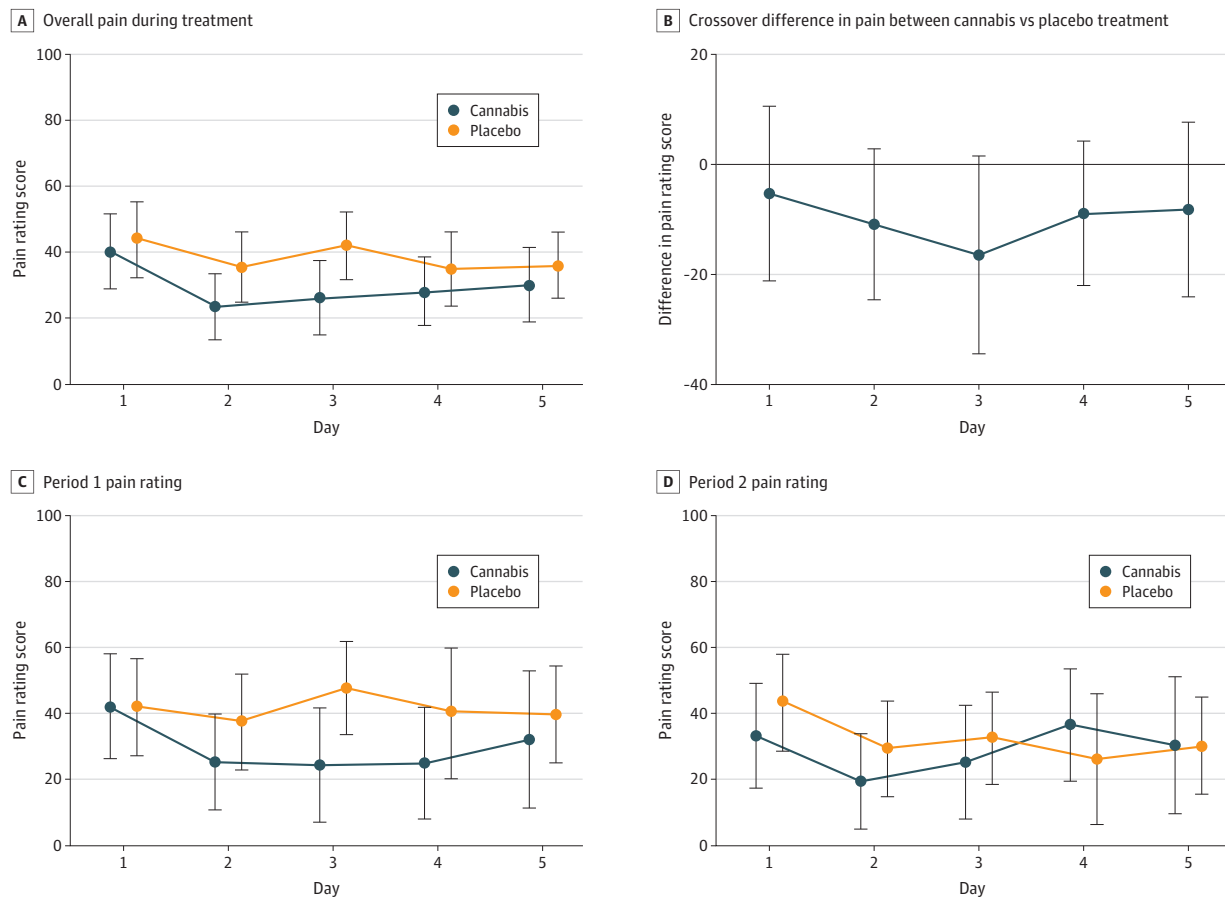 A Overall pain during treatment
100
80
60
40
20
0
Pain rating score
Cannabis
Placebo
1 2 3 4 5
Day
B Crossover difference in pain between cannabis vs placebo treatment
20
0
-20
-40
Difference in pain rating score
1 2 3 4 5
Day
C Period 1 pain rating
100
80
60
40
20
0
Pain rating score
Cannabis
Placebo
1 2 3 4 5
Day
D Period 2 pain rating
100
80
60
40
20
0
Pain rating score
Cannabis
Placebo
1 2 3 4 5
Day